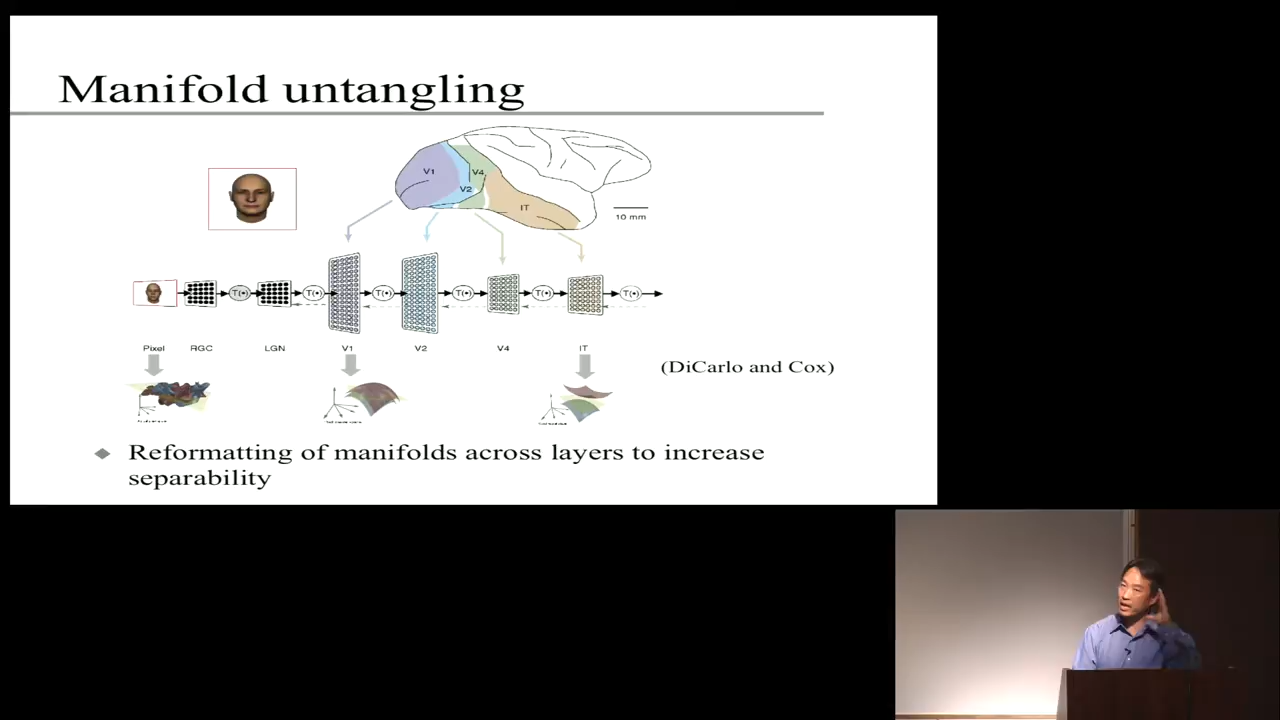 Manifold untangling
V1
V4
V2
IT
10 mm
T(•)
T(•)
T(•)
T(•)
T(•)
T(•)
Pixel RGC LGN V1 V2 V4 IT
(DiCarlo and Cox)
Reformatting of manifolds across layers to increase
separability